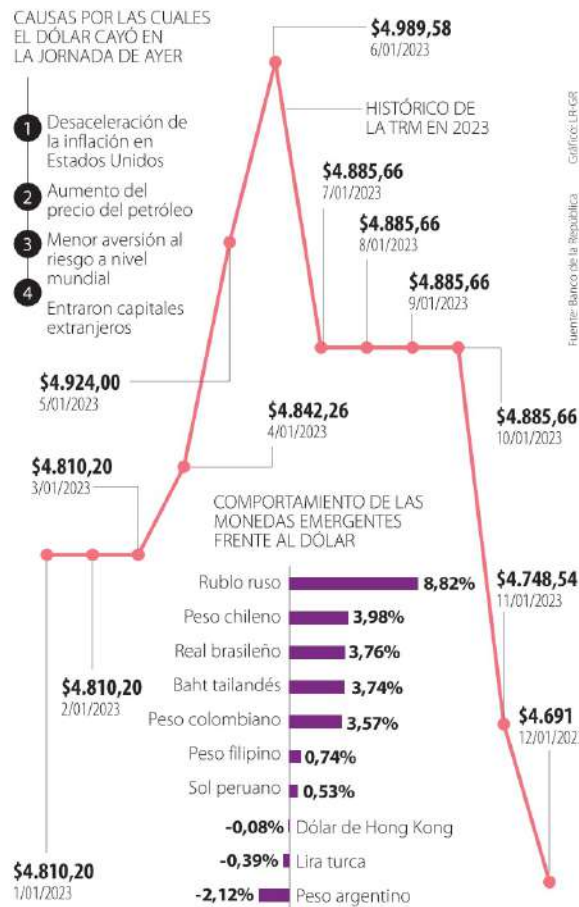 CAUSAS POR LAS CUALES
EL DÓLAR CAYÓ EN
LA JORNADA DE AYER
1 Desaceleración de
la inflación en
Estados Unidos
2 Aumento del
precio del petróleo
3 Menor aversión al
riesgo a nivel
mundial
4 Entraron capitales
extranjeros
HISTÓRICO DE
LA TRM EN 2023
$4.810,20
1/01/2023
$4.810,20
2/01/2023
$4.810,20
3/01/2023
$4.842,26
4/01/2023
$4.924,00
5/01/2023
$4.989,58
6/01/2023
$4.885,66
7/01/2023
$4.885,66
8/01/2023
$4.885,66
9/01/2023
$4.885,66
10/01/2023
$4.748,54
11/01/2023
$4.691
12/01/202
COMPORTAMIENTO DE LAS
MONEDAS EMERGENTES
FRENTE AL DÓLAR
Rublo ruso 8,82%
Peso chileno 3,98%
Real brasileño 3,76%
Baht tailandés 3,74%
Peso colombiano 3,57%
Peso filipino 0,74%
Sol peruano 0,53%
-0,08% Dólar de Hong Kong
-0,39% Lira turca
-2,12% Peso argentino
Fuente: Banco de la República Gráfico: LR-GR